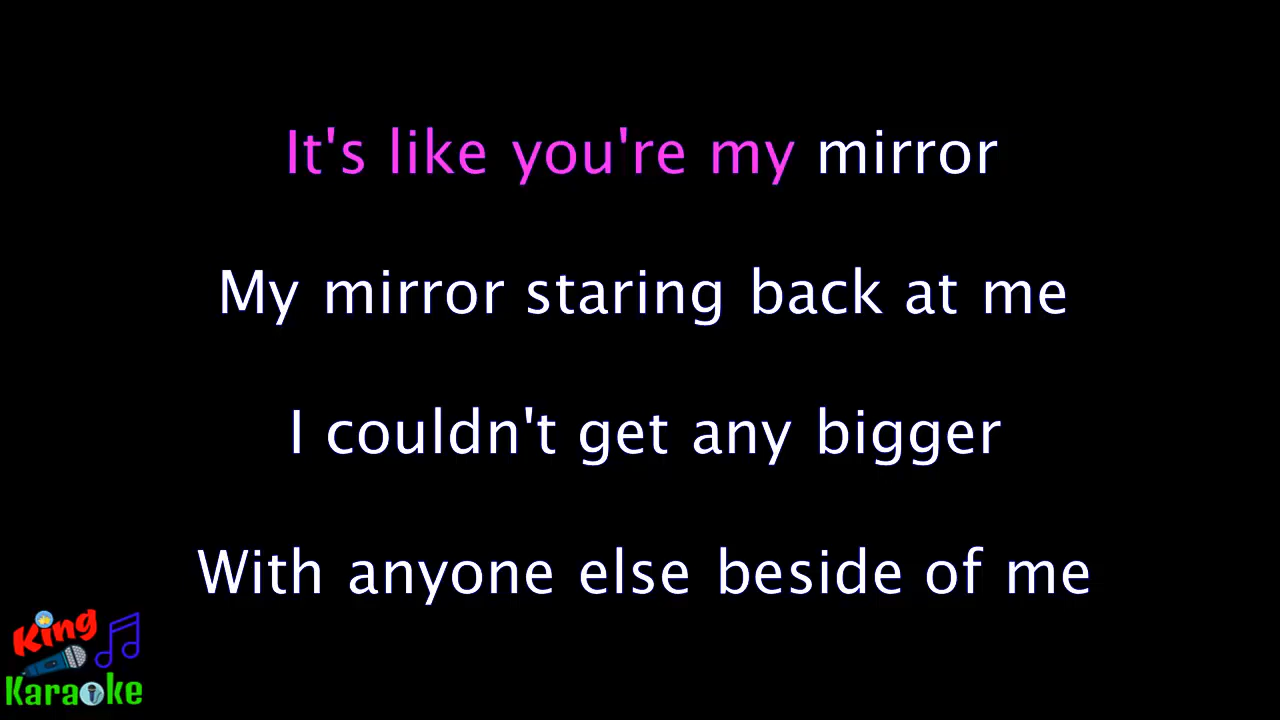 It's like you're my mirror
My mirror staring back at me
I couldn't get any bigger
With anyone else beside of me
King
Karaoke